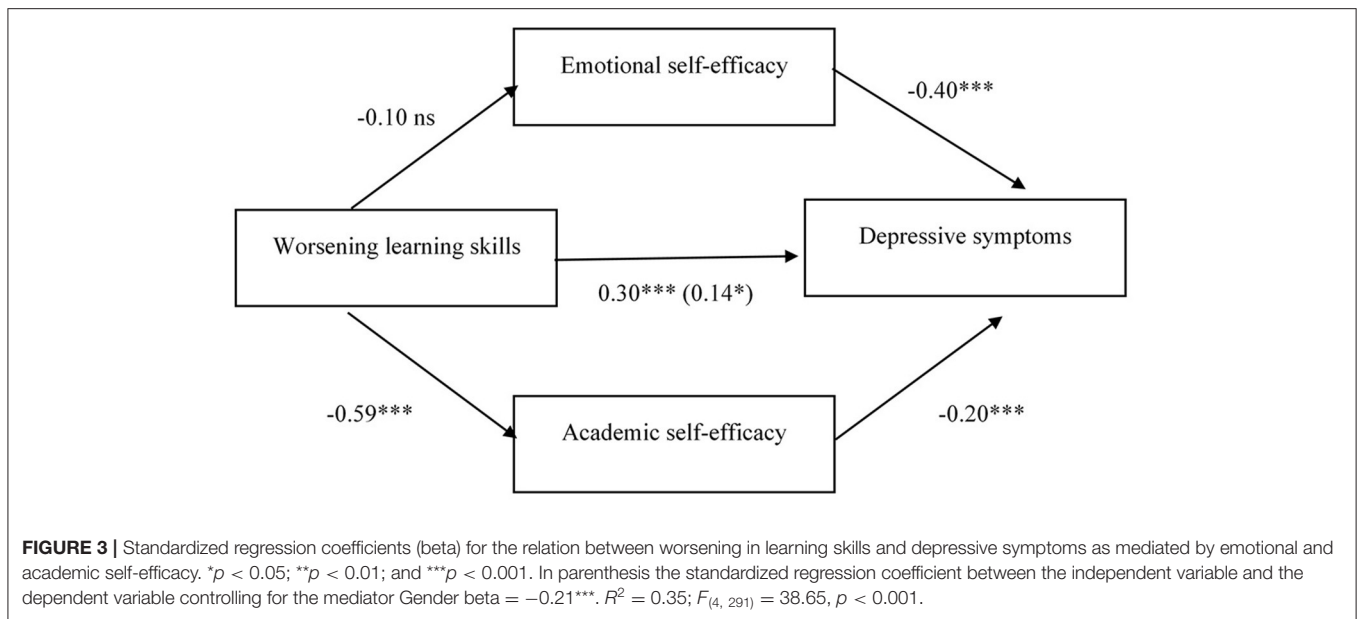 Emotional self-efficacy
-0.40***
-0.10 ns
Worsening learning skills
Depressive symptoms
0.30*** (0.14*)
-0.59***
Academic self-efficacy
-0.20***
FIGURE 3 | Standardized regression coefficients (beta) for the relation between worsening in learning skills and depressive symptoms as mediated by emotional and
academic self-efficacy. *p < 0.05; **p < 0.01; and ***p < 0.001. In parenthesis the standardized regression coefficient between the independent variable and the
dependent variable controlling for the mediator Gender beta = −0.21***. R² = 0.35; F(4, 291) = 38.65, p < 0.001.